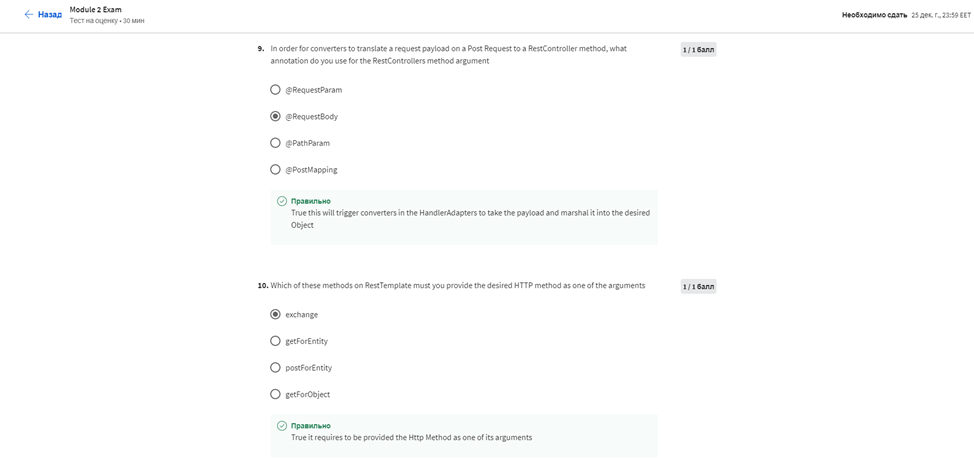 Назад
Module 2 Exam
Тест на оценку • 30 мин
Необходимо сдать 25 дек. г., 23:59 EET
9. In order for converters to translate a request payload on a Post Request to a RestController method, what
annotation do you use for the RestControllers method argument
1 / 1 балл
@RequestParam
@RequestBody
@PathParam
@PostMapping
Правильно
True this will trigger converters in the HandlerAdapters to take the payload and marshal it into the desired
Object
10. Which of these methods on RestTemplate must you provide the desired HTTP method as one of the arguments
1 / 1 балл
exchange
getForEntity
postForEntity
getForObject
Правильно
True it requires to be provided the Http Method as one of its arguments